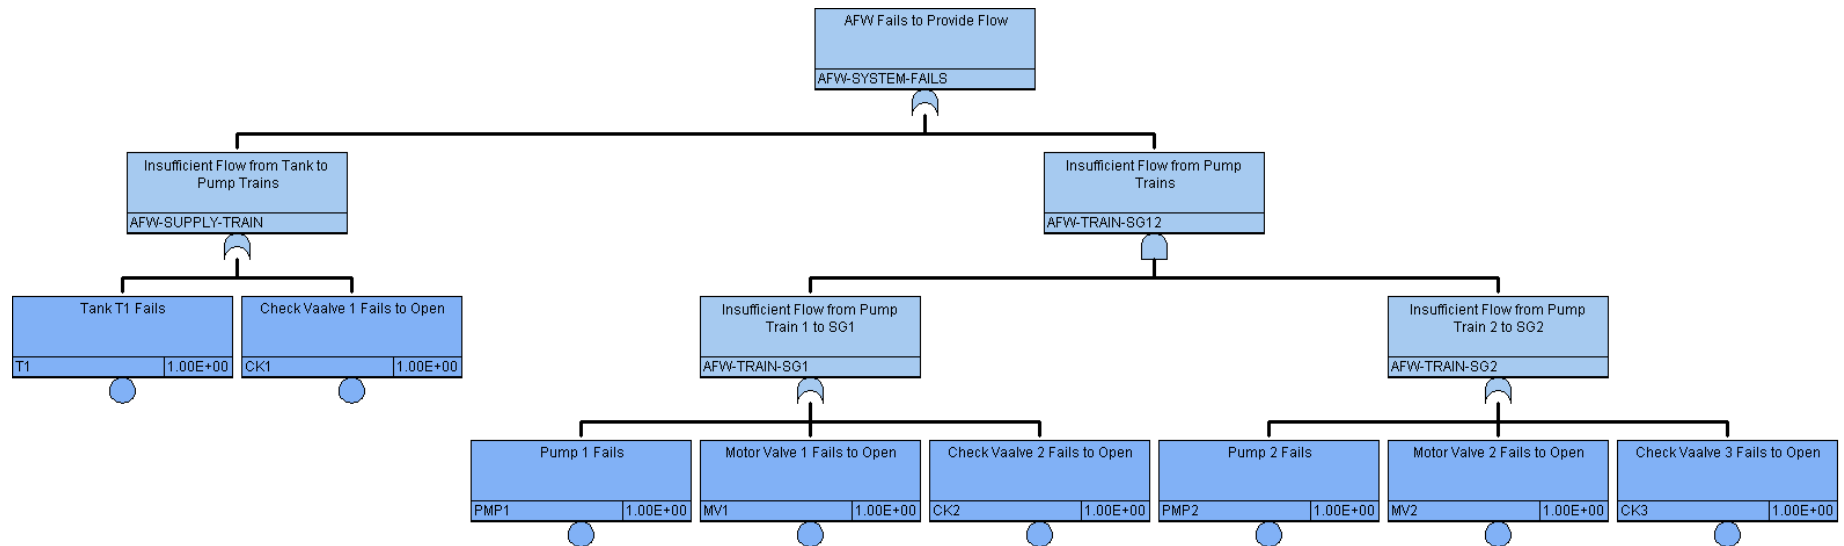 AFW Fails to Provide Flow
AFW-SYSTEM-FAILS
Insufficient Flow from Tank to
Pump Trains
AFW-SUPPLY-TRAIN
Insufficient Flow from Pump
Trains
AFW-TRAIN-SG12
Tank T1 Fails
T1 1.00E+00
Check Vaalve 1 Fails to Open
CK1 1.00E+00
Insufficient Flow from Pump
Train 1 to SG1
AFW-TRAIN-SG1
Insufficient Flow from Pump
Train 2 to SG2
AFW-TRAIN-SG2
Pump 1 Fails
PMP1 1.00E+00
Motor Valve 1 Fails to Open
MV1 1.00E+00
Check Vaalve 2 Fails to Open
CK2 1.00E+00
Pump 2 Fails
PMP2 1.00E+00
Motor Valve 2 Fails to Open
MV2 1.00E+00
Check Vaalve 3 Fails to Open
CK3 1.00E+00